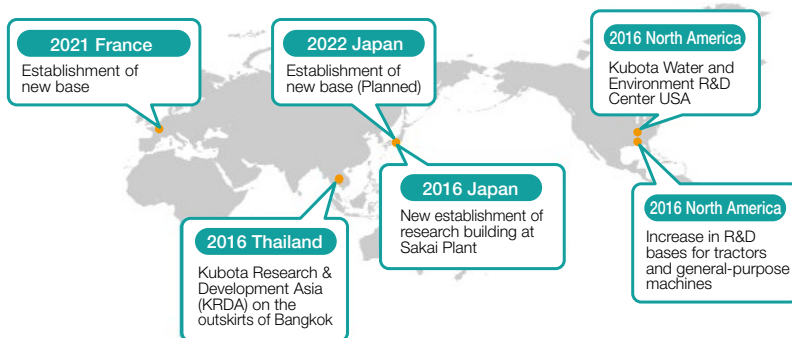 2021 France
Establishment of
new base
2022 Japan
Establishment of
new base (Planned)
2016 North America
Kubota Water and
Environment R&D
Center USA
2016 Thailand
Kubota Research &
Development Asia
(KRDA) on the
outskirts of Bangkok
2016 Japan
New establishment of
research building at
Sakai Plant
2016 North America
Increase in R&D
bases for tractors
and general-purpose
machines